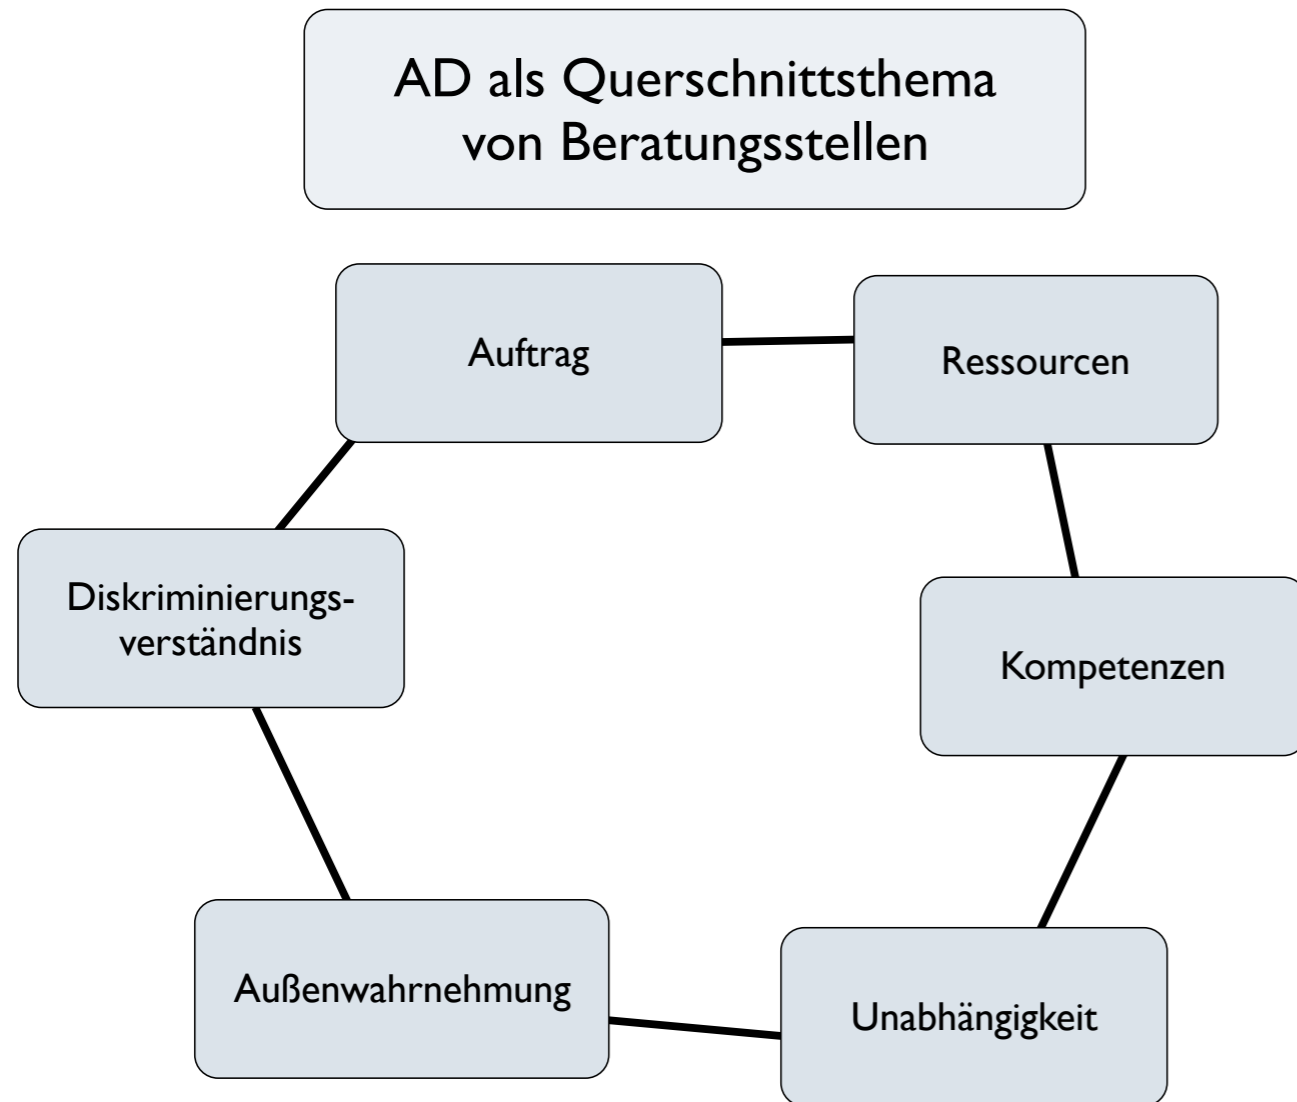 AD als Querschnittsthema
von Beratungsstellen
Auftrag
Ressourcen
Diskriminierungs-
verständnis
Kompetenzen
Außenwahrnehmung
Unabhängigkeit